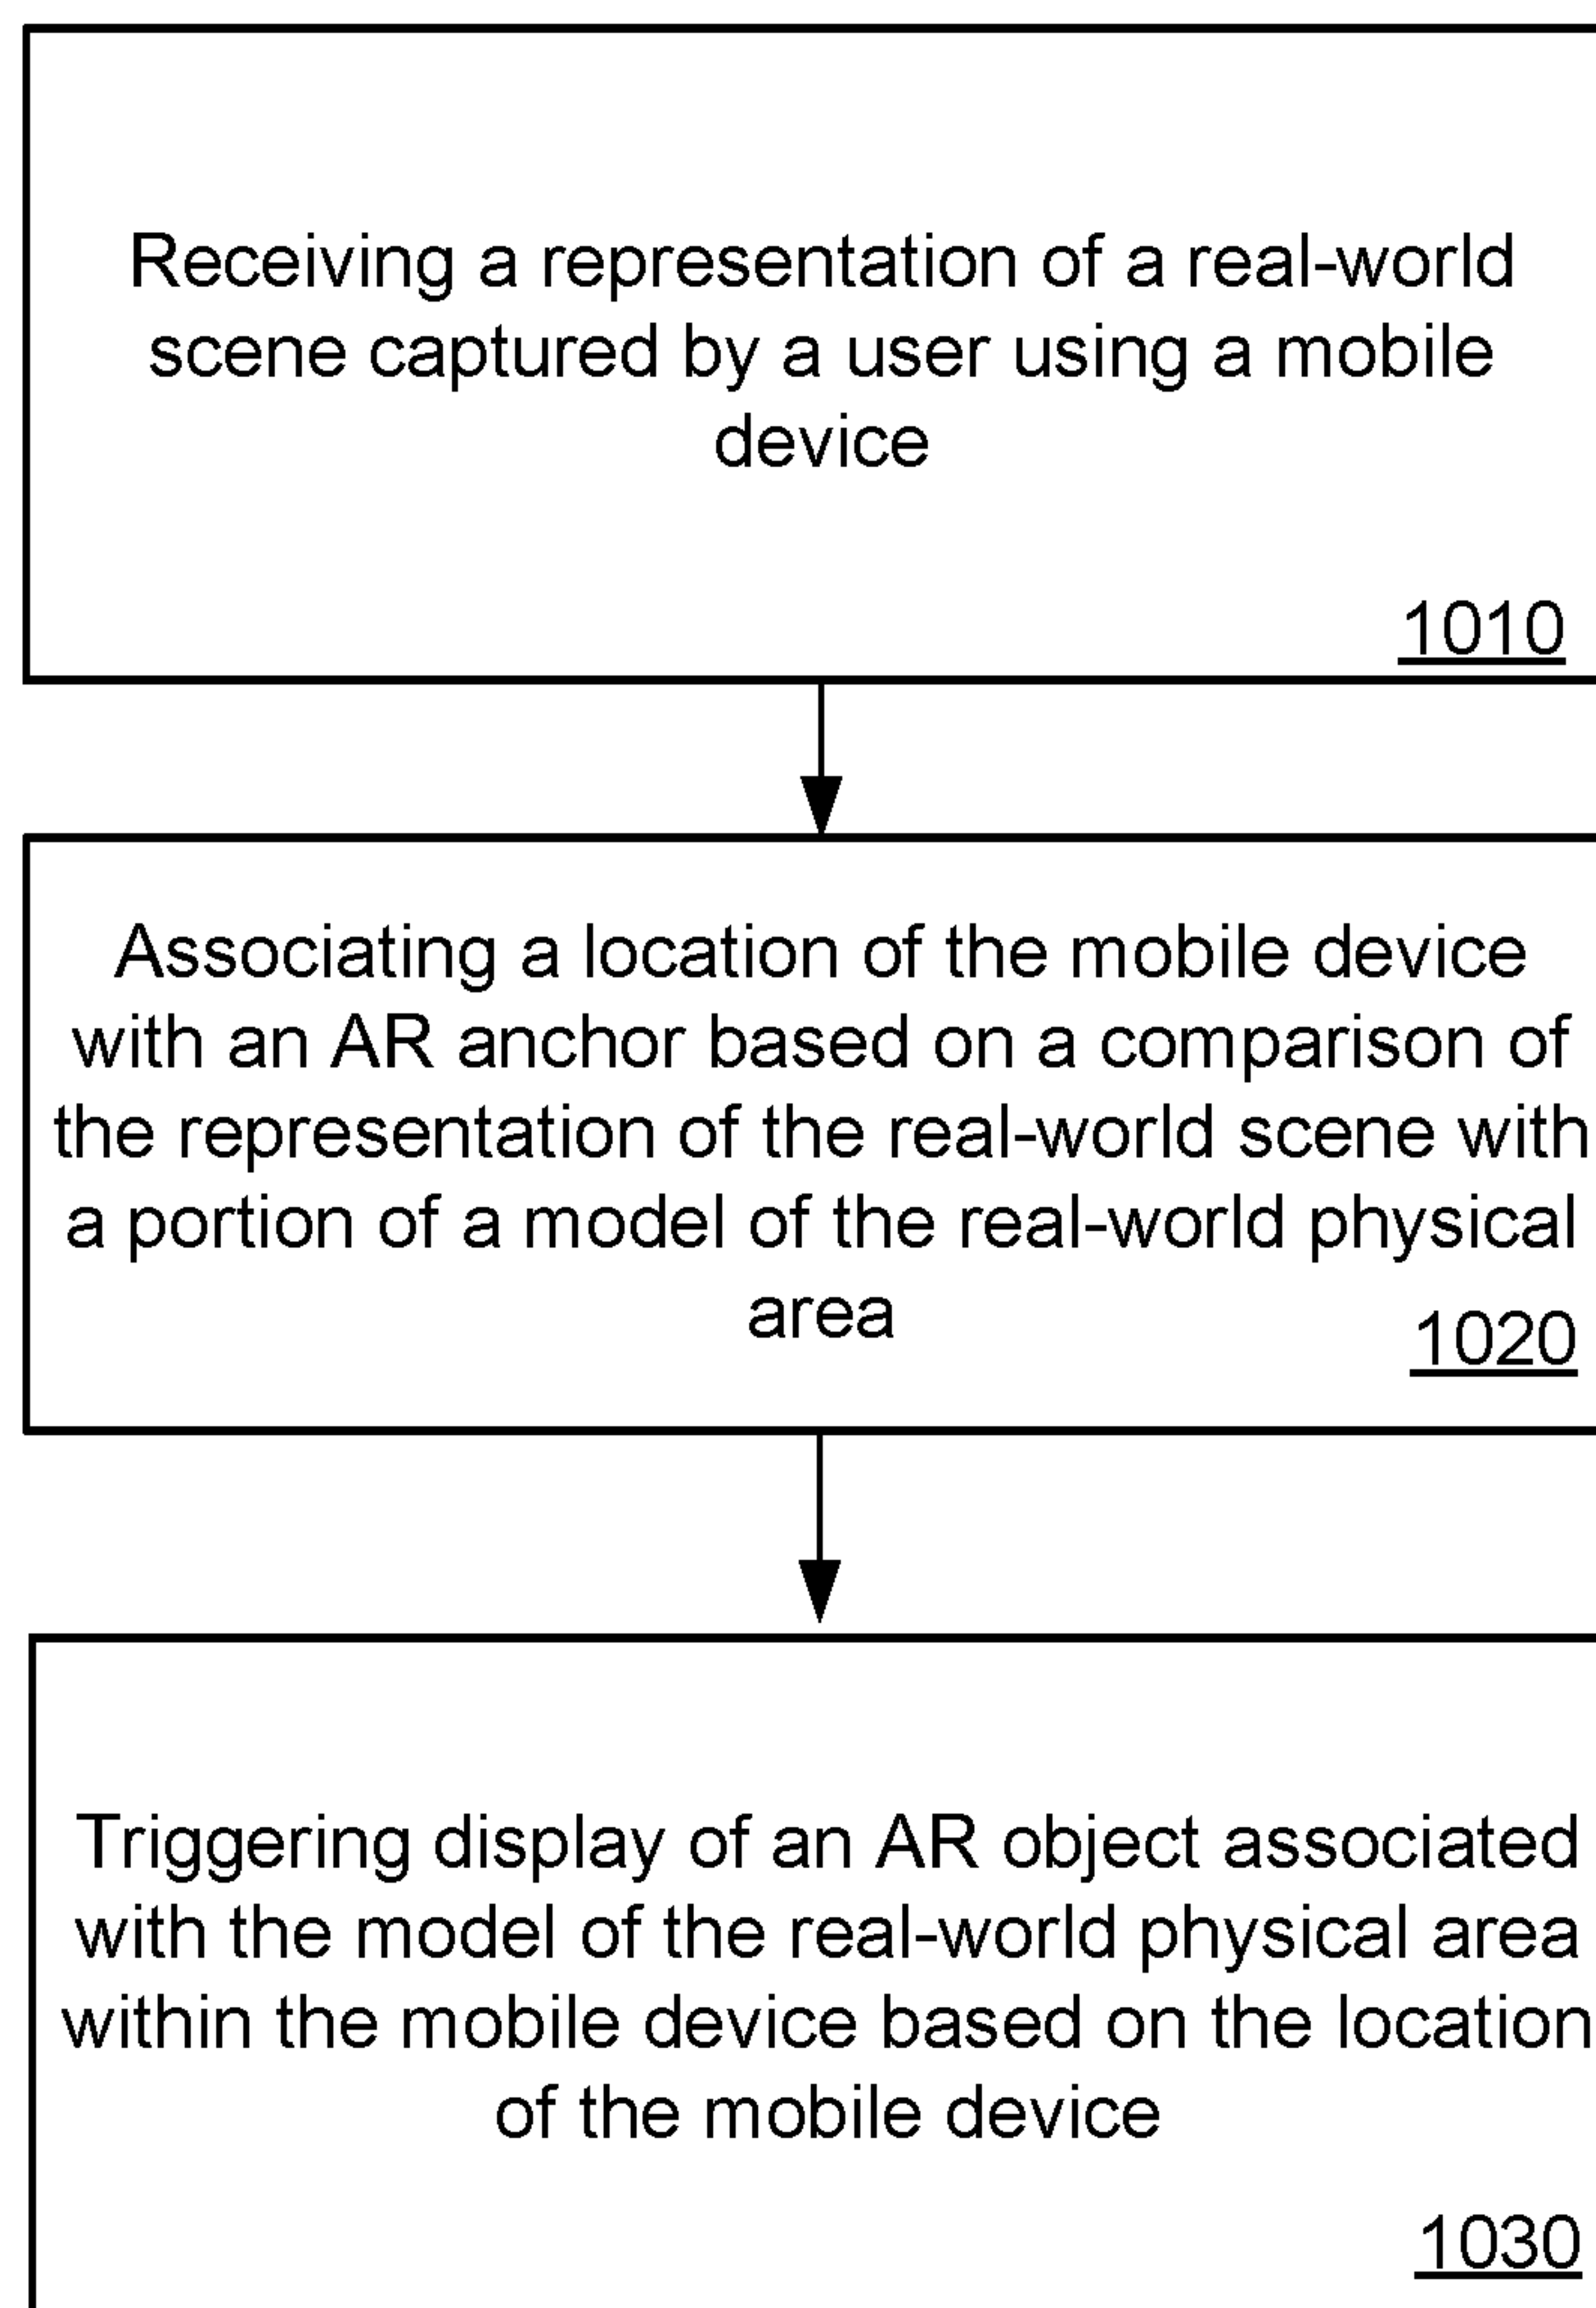 Receiving a representation of a real-world
scene captured by a user using a mobile
device
1010
Associating a location of the mobile device
with an AR anchor based on a comparison of
the representation of the real-world scene with
a portion of a model of the real-world physical
area
1020
Triggering display of an AR object associated
with the model of the real-world physical area
within the mobile device based on the location
of the mobile device
1030